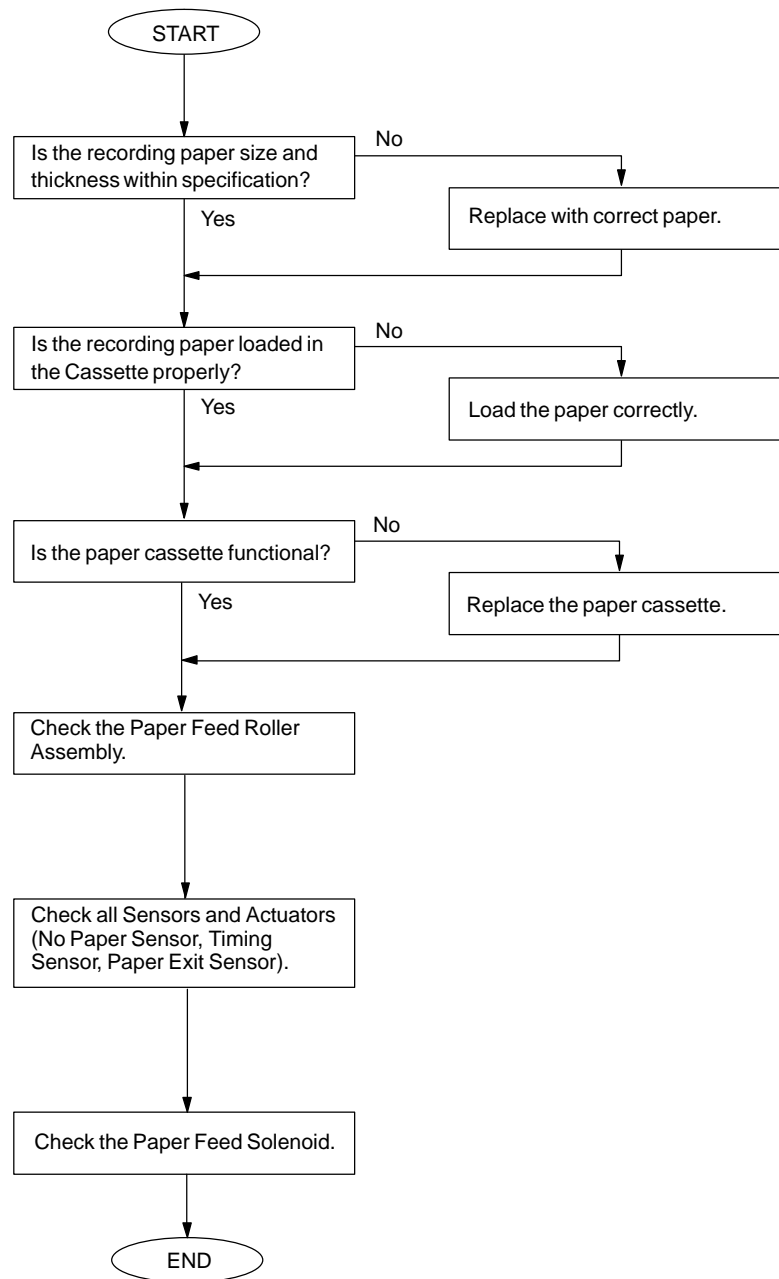 START
Is the recording paper size and
thickness within specification?
No
Yes
Replace with correct paper.
Is the recording paper loaded in
the Cassette properly?
No
Yes
Load the paper correctly.
Is the paper cassette functional?
No
Yes
Replace the paper cassette.
Check the Paper Feed Roller
Assembly.
Check all Sensors and Actuators
(No Paper Sensor, Timing
Sensor, Paper Exit Sensor).
Check the Paper Feed Solenoid.
END